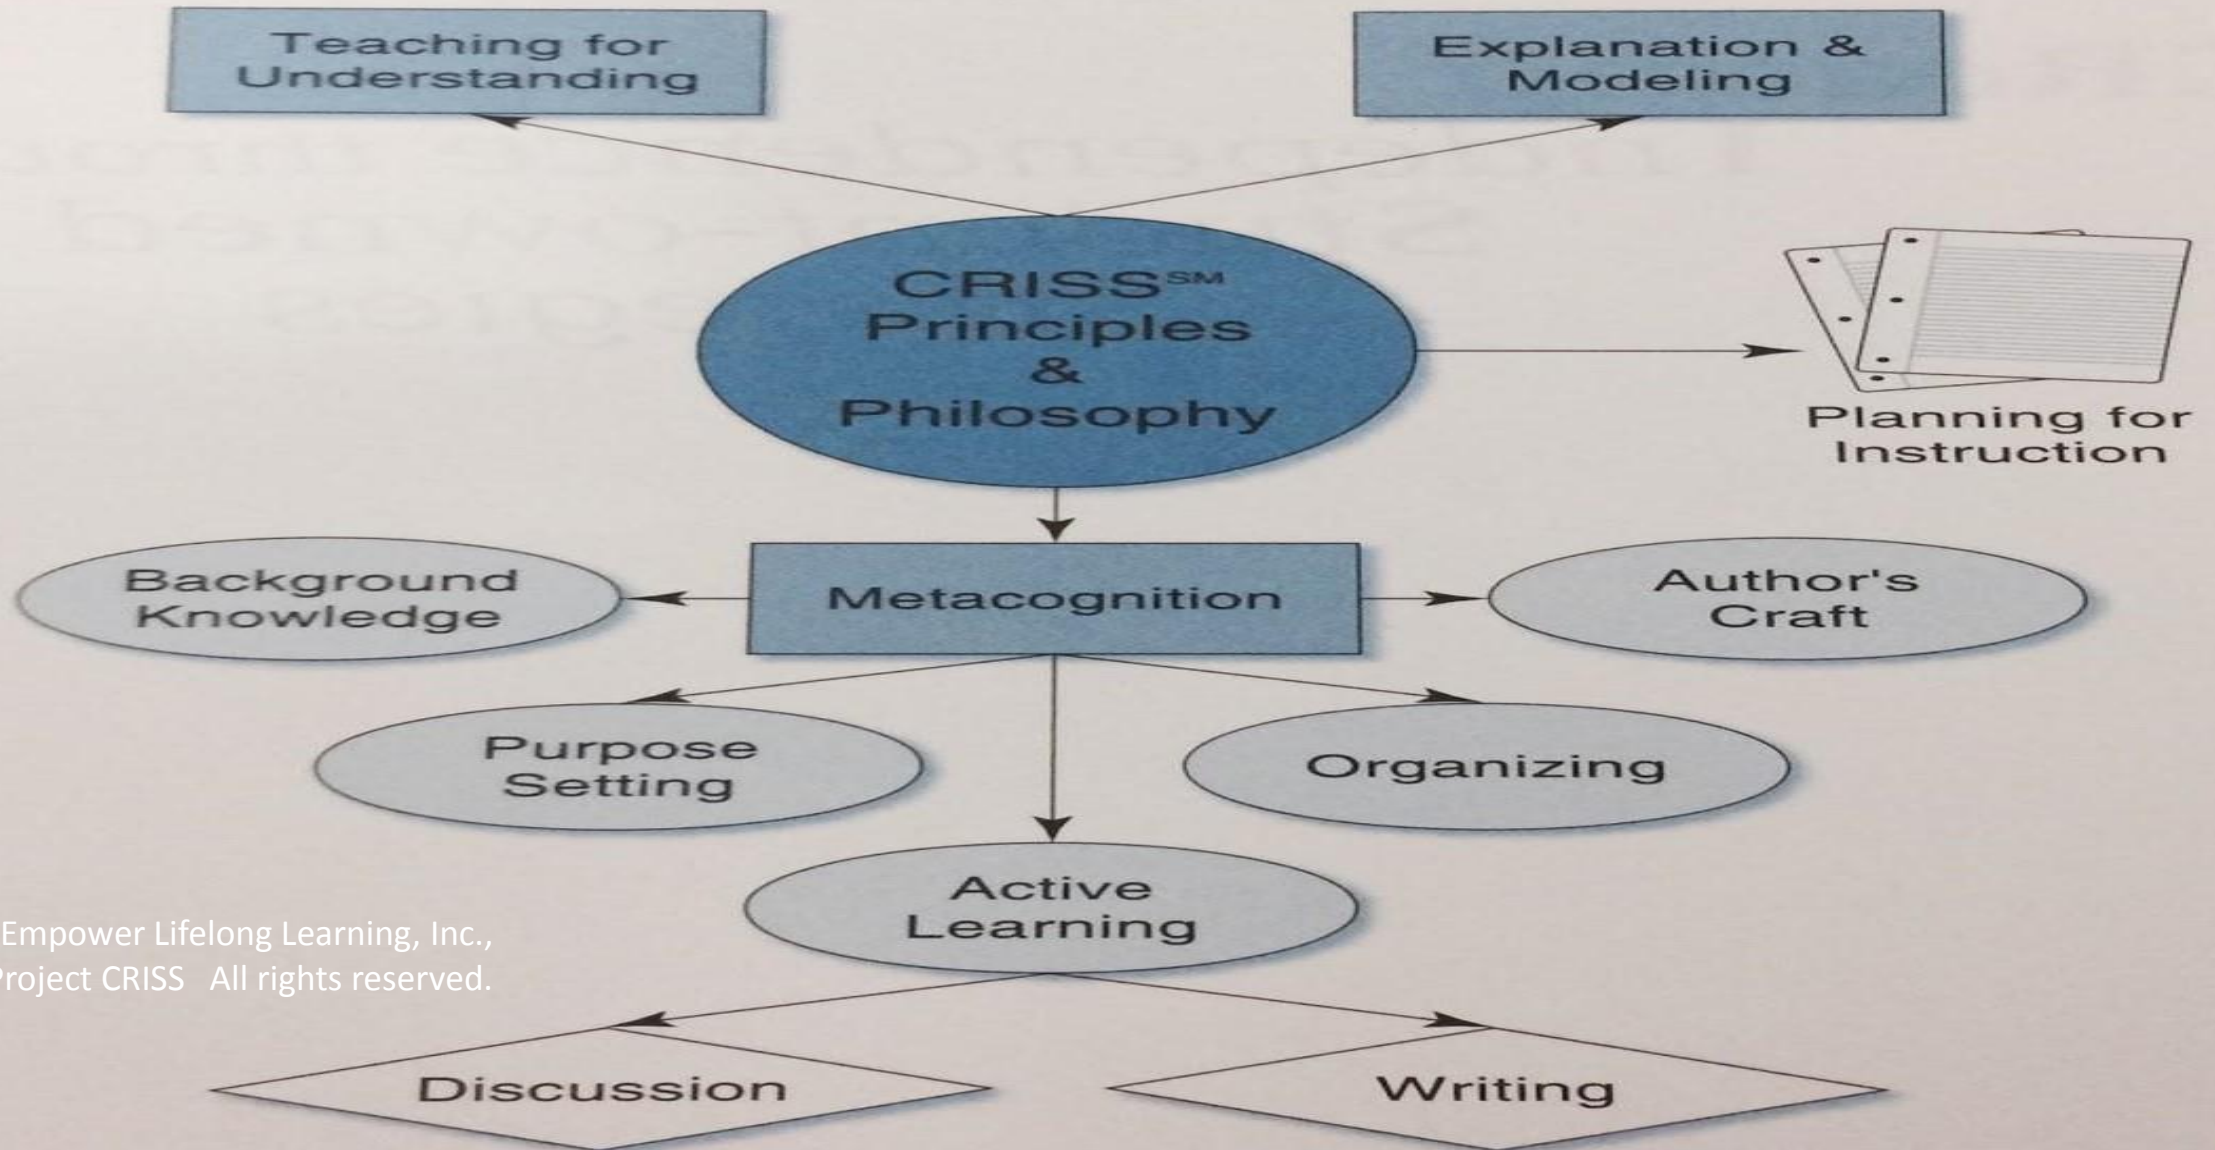 Teaching for
Understanding
Explanation &
Modeling
CRISS℠
Principles
&
Philosophy
Planning for
Instruction
Background
Knowledge
Metacognition
Author's
Craft
Purpose
Setting
Organizing
Active
Learning
Empower Lifelong Learning, Inc.,
Project CRISS All rights reserved.
Discussion
Writing